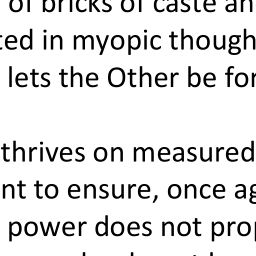 of bricks of caste an
ted in myopic though
lets the Other be for
thrives on measured
nt to ensure, once ag
power does not prop